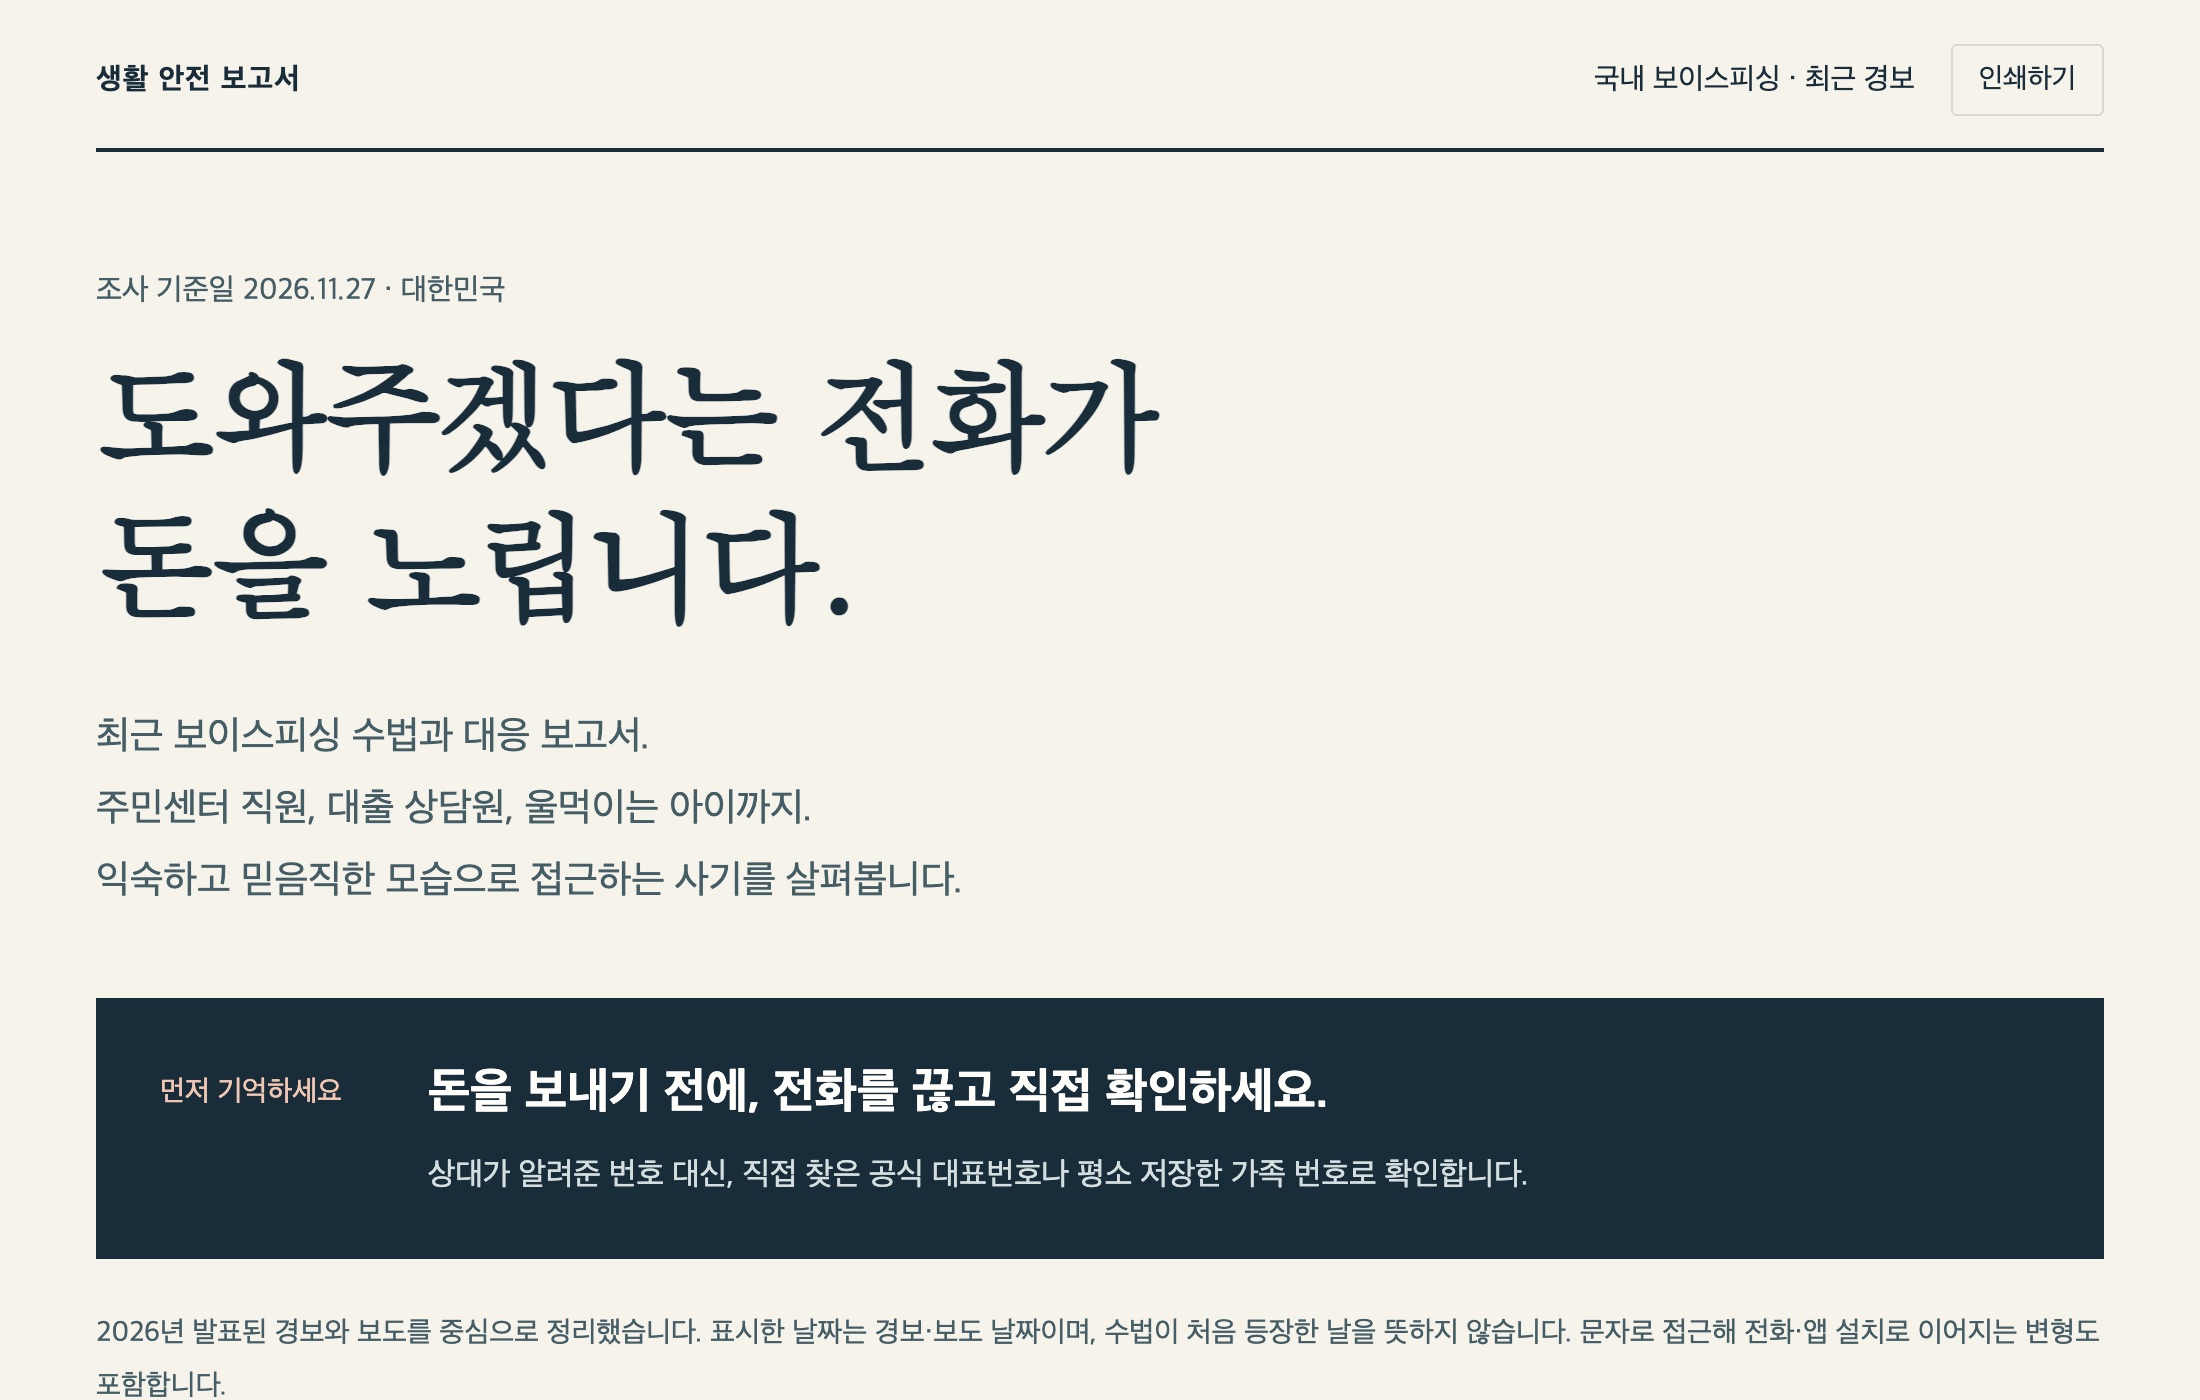 생활 안전 보고서
국내 보이스피싱 · 최근 경보
인쇄하기
조사 기준일 2026.11.27 · 대한민국
도와주겠다는 전화가
돈을 노립니다.
최근 보이스피싱 수법과 대응 보고서.
주민센터 직원, 대출 상담원, 울먹이는 아이까지.
익숙하고 믿음직한 모습으로 접근하는 사기를 살펴봅니다.
먼저 기억하세요
돈을 보내기 전에, 전화를 끊고 직접 확인하세요.
상대가 알려준 번호 대신, 직접 찾은 공식 대표번호나 평소 저장한 가족 번호로 확인합니다.
2026년 발표된 경보와 보도를 중심으로 정리했습니다. 표시한 날짜는 경보·보도 날짜이며, 수법이 처음 등장한 날을 뜻하지 않습니다. 문자로 접근해 전화·앱 설치로 이어지는 변형도
포함합니다.